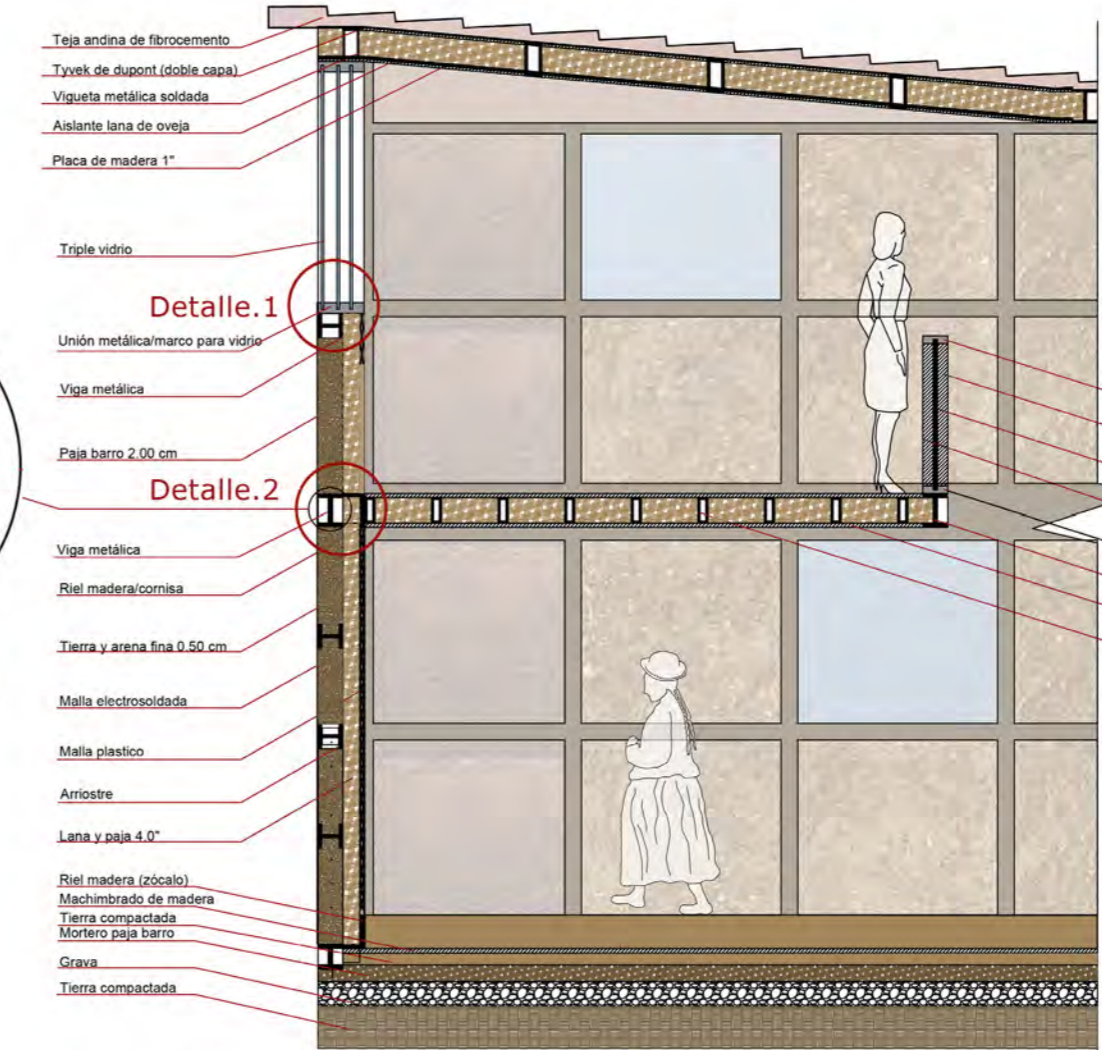 Teja andina de fibrocemento
Tyvek de dupont (doble capa)
Vigueta metálica soldada
Aislante lana de oveja
Placa de madera 1"
Triple vidrio
Detalle.1
Unión metálica/marco para vidrio
Viga metálica
Paja barro 2.00 cm
Detalle.2
Viga metálica
Riel madera/cornisa
Tierra y arena fina 0.50 cm
Malla electrosoldada
Malla plastico
Arriostre
Lana y paja 4.0"
Riel madera (zócalo)
Machimbrado de madera
Tierra compactada
Mortero paja barro
Grava
Tierra compactada